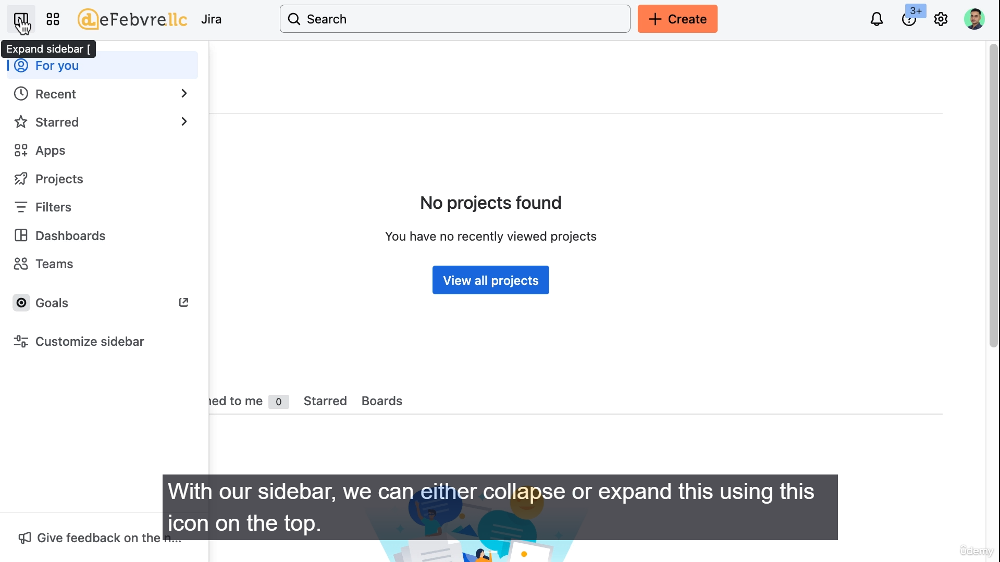 deFebvrellc
Jira
Search
Create
3+
Expand sidebar [
For you
Recent
Starred
Apps
Projects
Filters
Dashboards
Teams
Goals
Customize sidebar
No projects found
You have no recently viewed projects
View all projects
ned to me 0 Starred Boards
With our sidebar, we can either collapse or expand this using this
icon on the top.
Give feedback on the n...
ûdemy